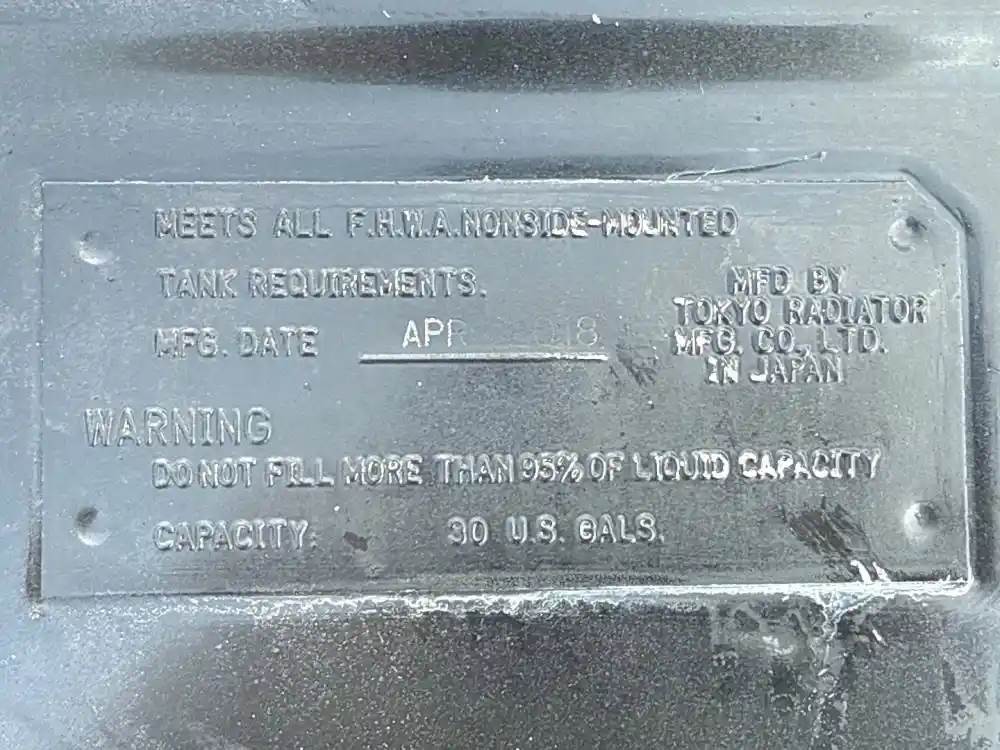 MEETS ALL F.H.W.A. NONSIDE-MOUNTED
TANK REQUIREMENTS.
MFG. DATE APR
MFD BY
TOKYO RADIATOR
MFG. CO., LTD.
IN JAPAN
WARNING
DO NOT FILL MORE THAN 95% OF LIQUID CAPACITY
CAPACITY: 30 U.S. GALS.